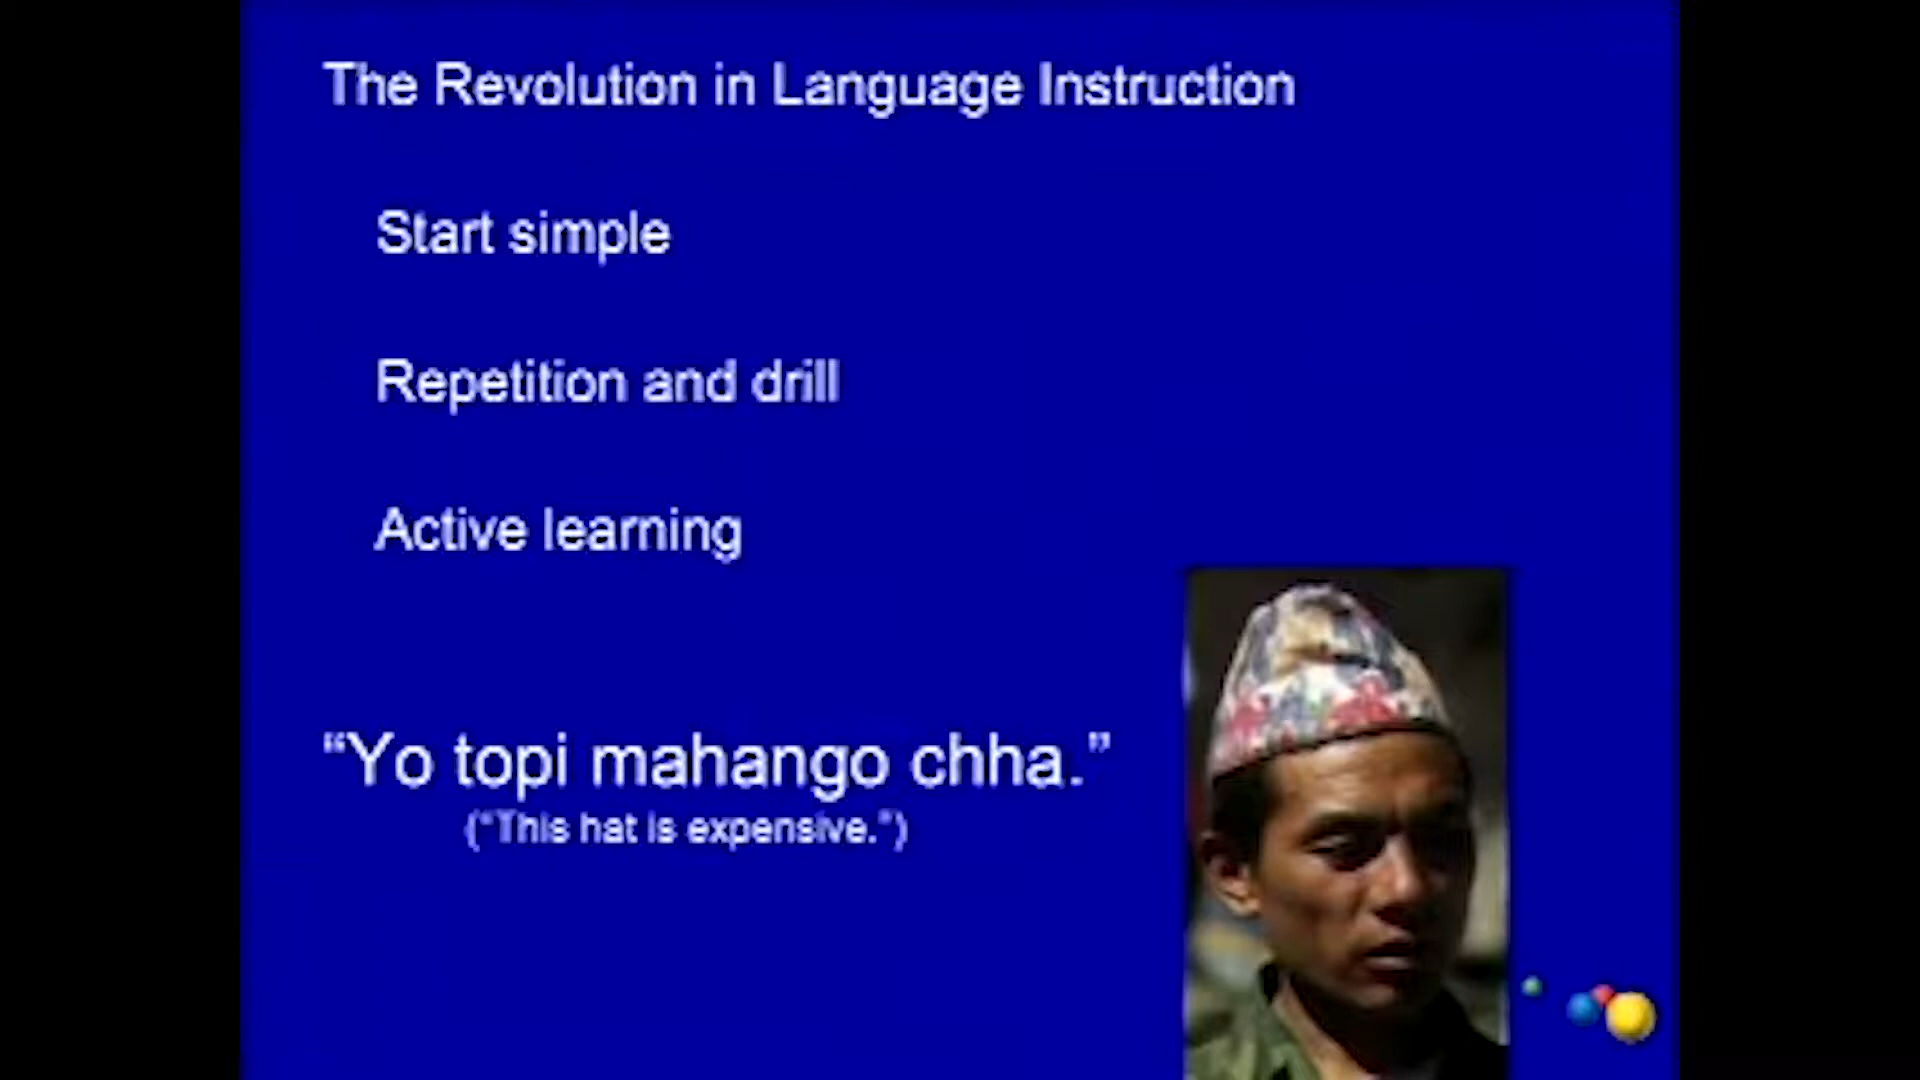 The Revolution in Language Instruction
Start simple
Repetition and drill
Active learning
“Yo topi mahango chha.”
(“This hat is expensive.”)